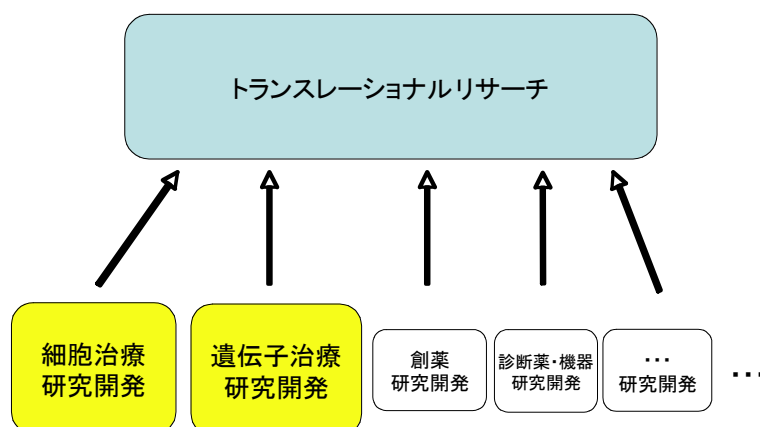 トランスレーショナルリサーチ
細胞治療
研究開発
遺伝子治療
研究開発
創薬
研究開発
診断薬・機器
研究開発
…
研究開発
…